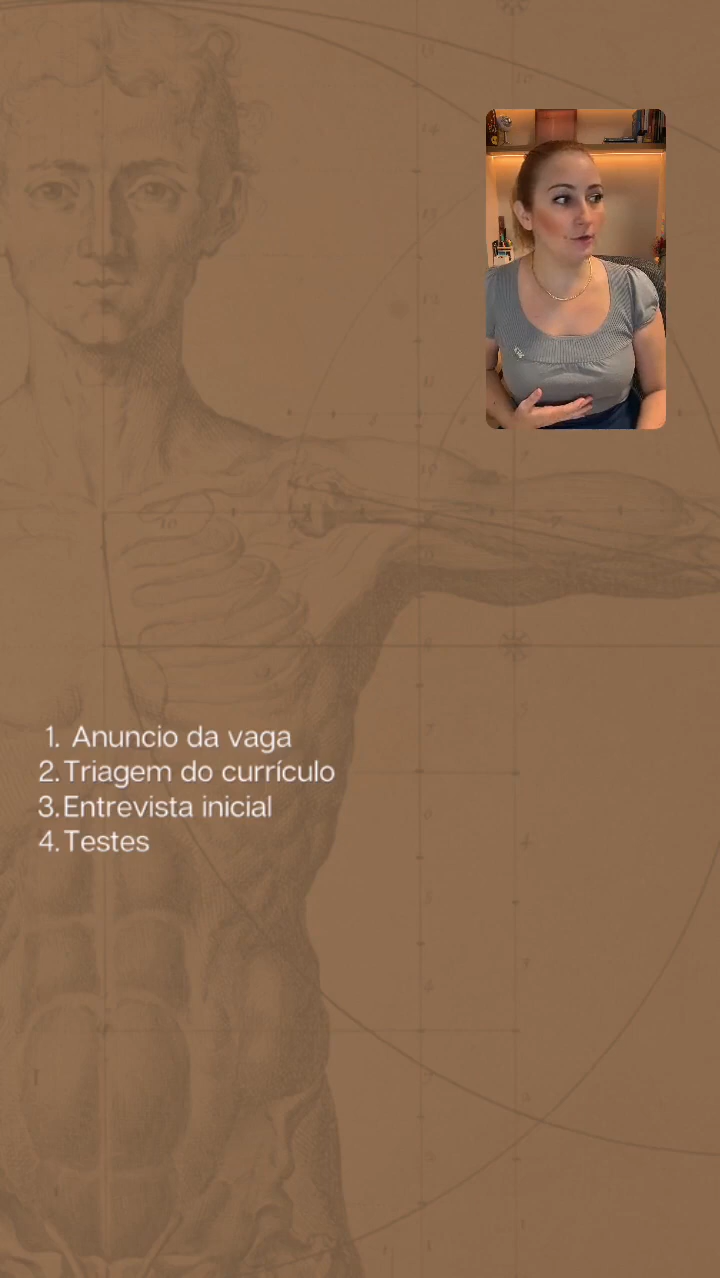 1. Anuncio da vaga
2. Triagem do currículo
3. Entrevista inicial
4. Testes